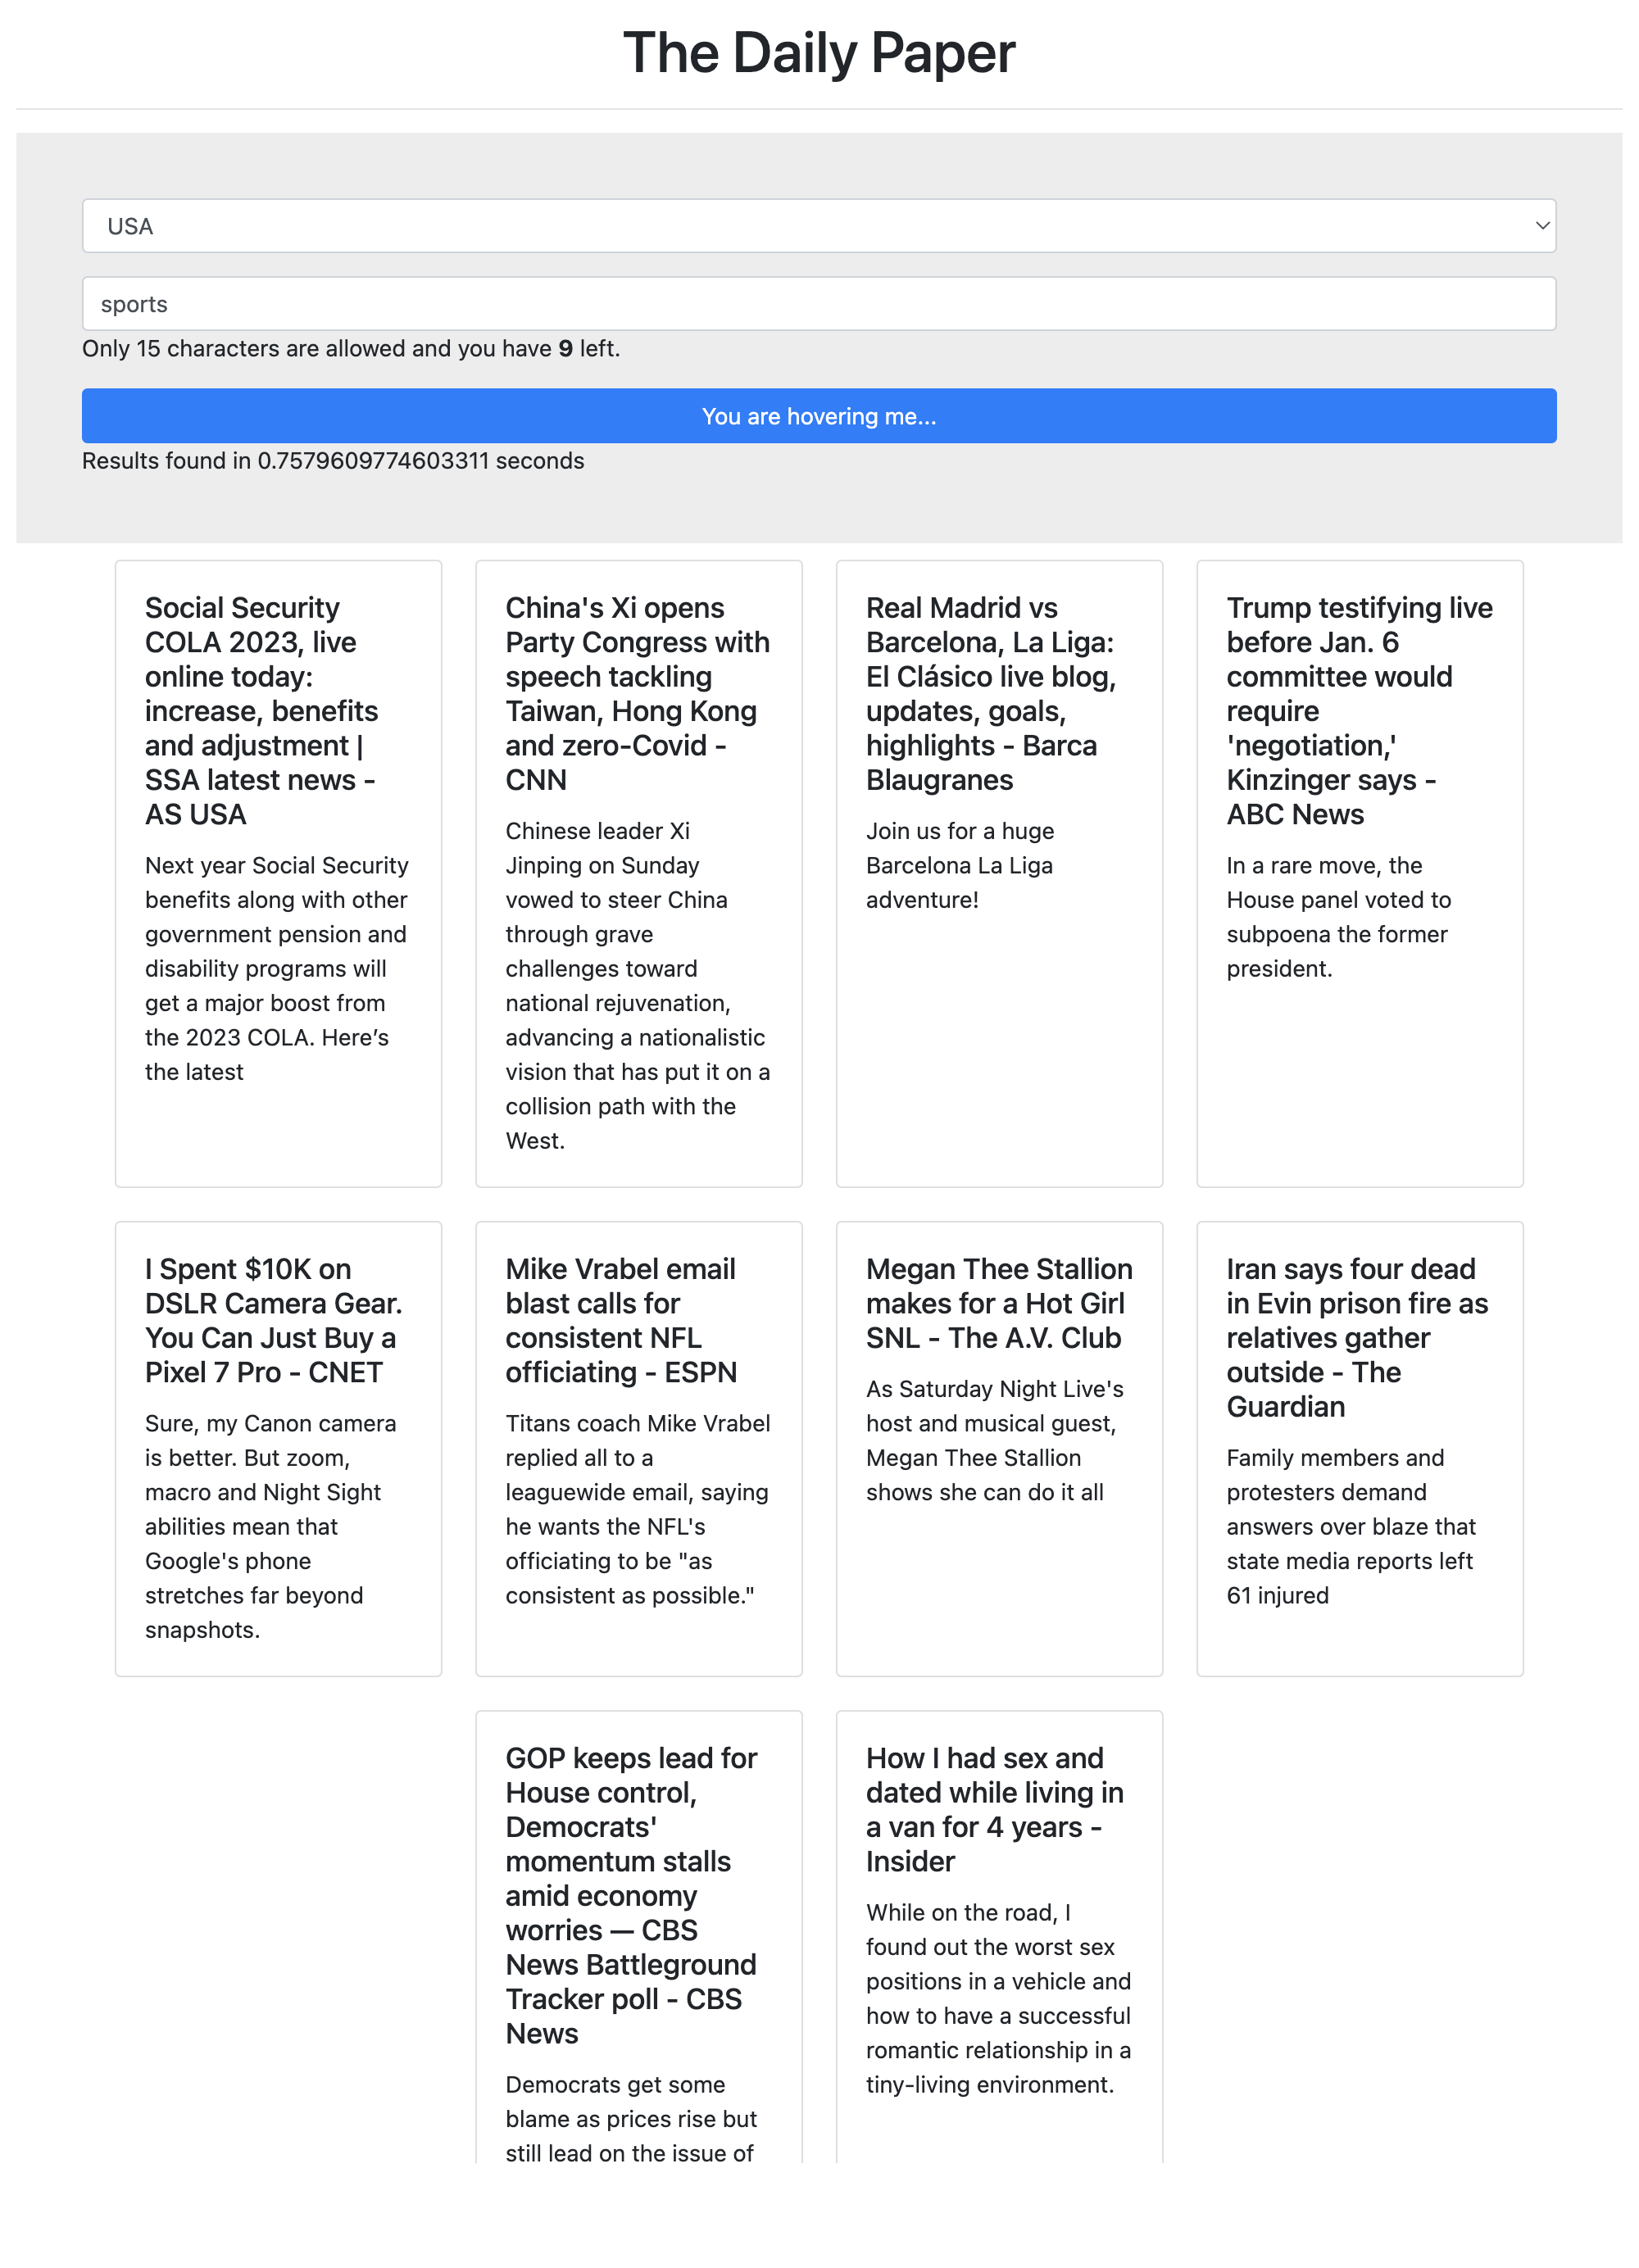 The Daily Paper
USA
sports
Only 15 characters are allowed and you have 9 left.
You are hovering me...
Results found in 0.7579609774603311 seconds
Social Security
COLA 2023, live
online today:
increase, benefits
and adjustment |
SSA latest news -
AS USA
Next year Social Security
benefits along with other
government pension and
disability programs will
get a major boost from
the 2023 COLA. Here’s
the latest
China's Xi opens
Party Congress with
speech tackling
Taiwan, Hong Kong
and zero-Covid -
CNN
Chinese leader Xi
Jinping on Sunday
vowed to steer China
through grave
challenges toward
national rejuvenation,
advancing a nationalistic
vision that has put it on a
collision path with the
West.
Real Madrid vs
Barcelona, La Liga:
El Clásico live blog,
updates, goals,
highlights - Barca
Blaugranes
Join us for a huge
Barcelona La Liga
adventure!
Trump testifying live
before Jan. 6
committee would
require
'negotiation,'
Kinzinger says -
ABC News
In a rare move, the
House panel voted to
subpoena the former
president.
I Spent $10K on
DSLR Camera Gear.
You Can Just Buy a
Pixel 7 Pro - CNET
Sure, my Canon camera
is better. But zoom,
macro and Night Sight
abilities mean that
Google's phone
stretches far beyond
snapshots.
Mike Vrabel email
blast calls for
consistent NFL
officiating - ESPN
Titans coach Mike Vrabel
replied all to a
leaguewide email, saying
he wants the NFL's
officiating to be "as
consistent as possible."
Megan Thee Stallion
makes for a Hot Girl
SNL - The A.V. Club
As Saturday Night Live's
host and musical guest,
Megan Thee Stallion
shows she can do it all
Iran says four dead
in Evin prison fire as
relatives gather
outside - The
Guardian
Family members and
protesters demand
answers over blaze that
state media reports left
61 injured
GOP keeps lead for
House control,
Democrats'
momentum stalls
amid economy
worries — CBS
News Battleground
Tracker poll - CBS
News
Democrats get some
blame as prices rise but
still lead on the issue of
How I had sex and
dated while living in
a van for 4 years -
Insider
While on the road, I
found out the worst sex
positions in a vehicle and
how to have a successful
romantic relationship in a
tiny-living environment.